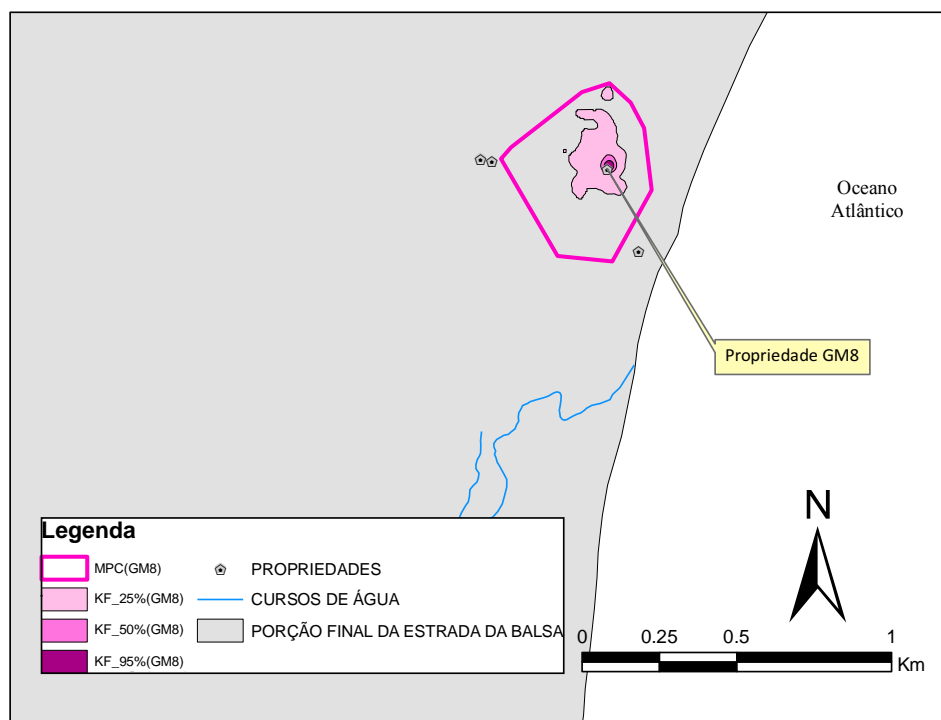 Oceano
Atlântico
Propriedade GM8
Legenda
MPC(GM8)
KF_25%(GM8)
KF_50%(GM8)
KF_95%(GM8)
PROPRIEDADES
CURSOS DE ÁGUA
PORÇÃO FINAL DA ESTRADA DA BALSA
N
0 0.25 0.5 1
Km